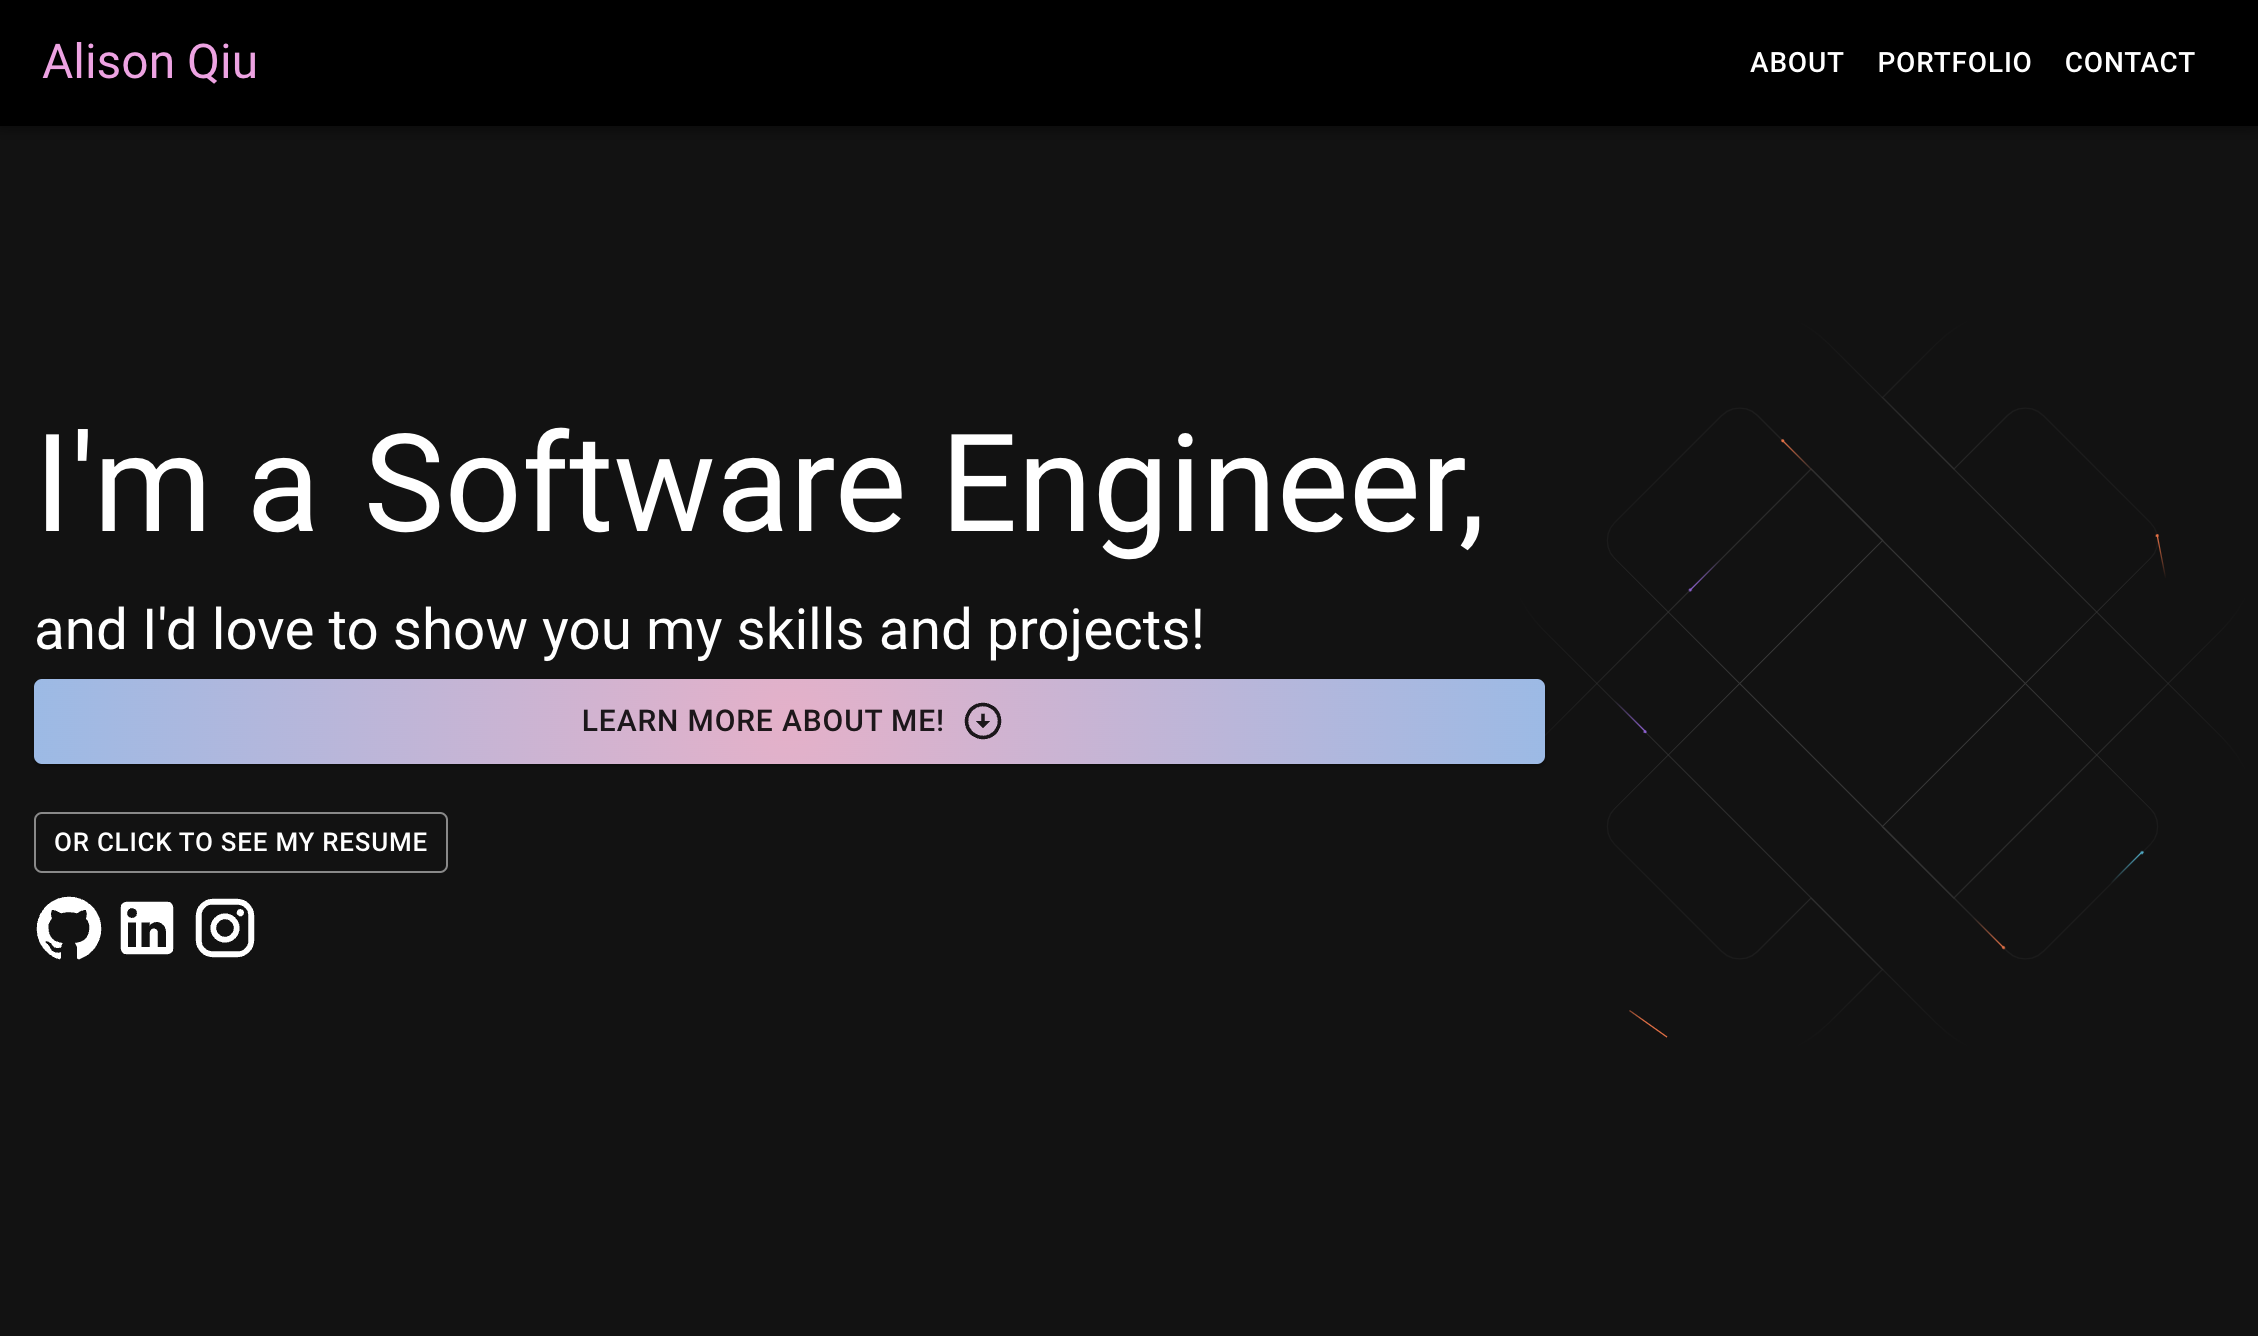 Alison Qiu
ABOUT PORTFOLIO CONTACT
I'm a Software Engineer,
and I'd love to show you my skills and projects!
LEARN MORE ABOUT ME!
OR CLICK TO SEE MY RESUME
in